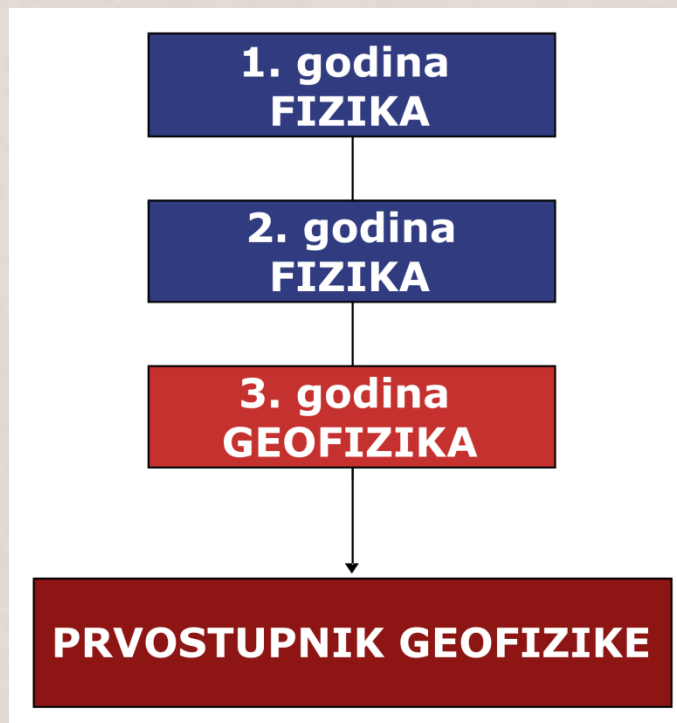 1. godina
FIZIKA
2. godina
FIZIKA
3. godina
GEOFIZIKA
PRVOSTUPNIK GEOFIZIKE